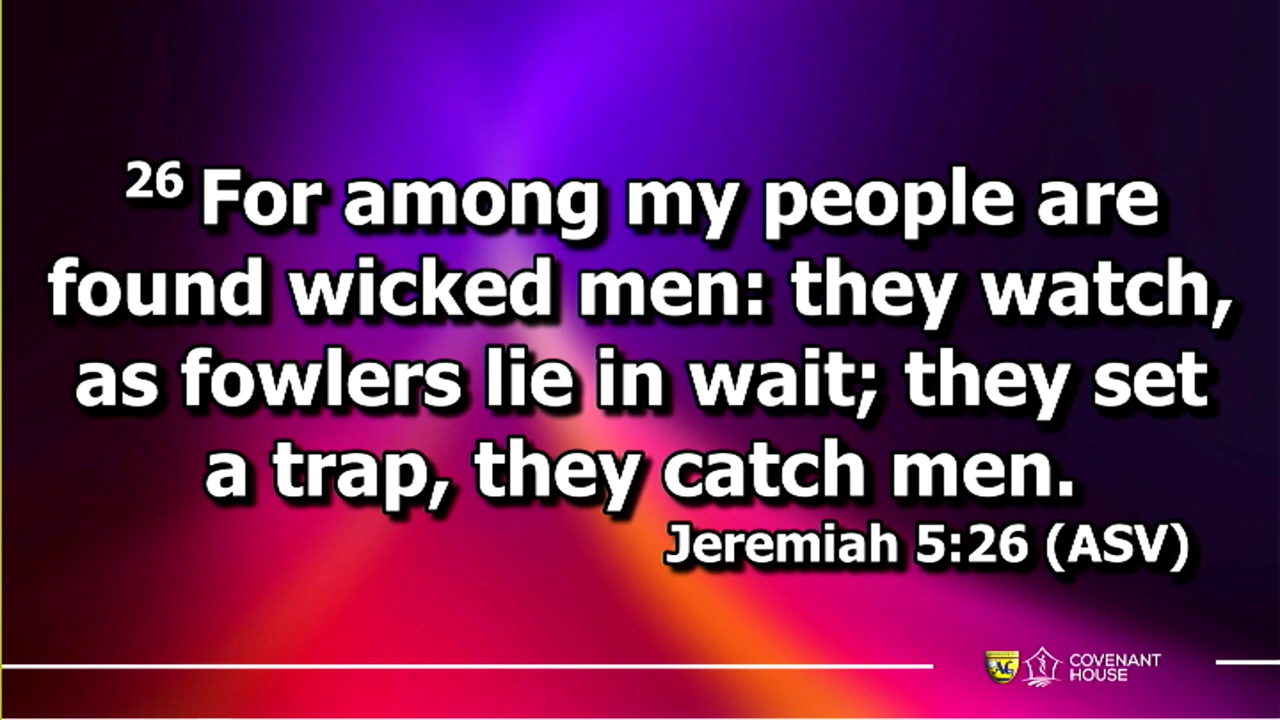 26 For among my people are
found wicked men: they watch,
as fowlers lie in wait; they set
a trap, they catch men.
Jeremiah 5:26 (ASV)
AG
COVENANT
HOUSE